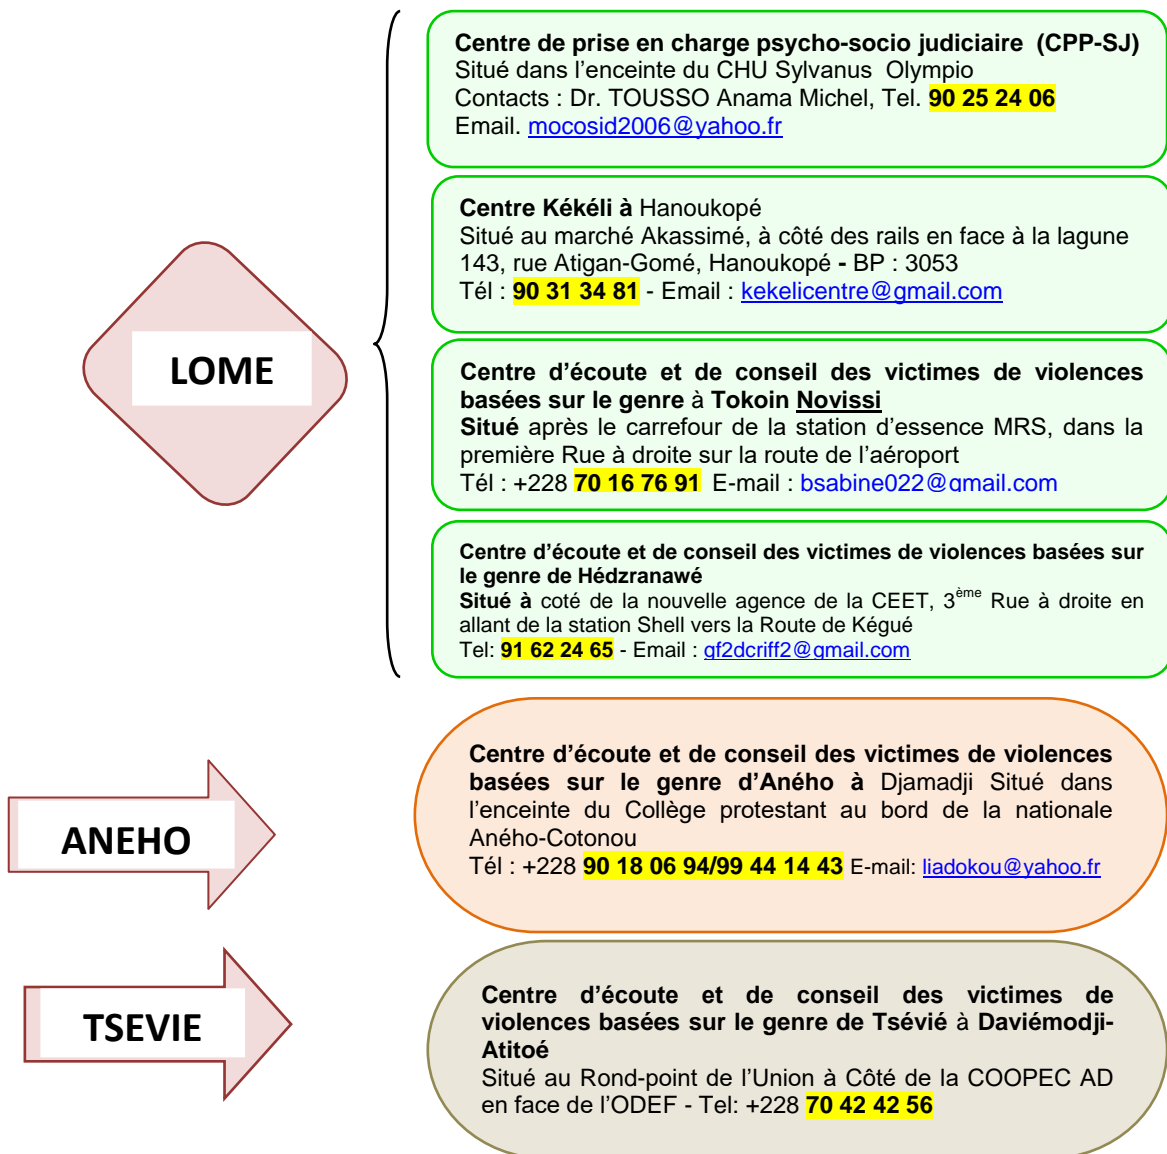 Centre de prise en charge psycho-socio judiciaire (CPP-SJ)
Situé dans l’enceinte du CHU Sylvanus Olympio
Contacts : Dr. TOUSSO Anama Michel, Tel. 90 25 24 06
Email. mocosid2006@yahoo.fr
Centre Kékéli à Hanoukopé
Situé au marché Akassimé, à côté des rails en face à la lagune
143, rue Atigan-Gomé, Hanoukopé - BP : 3053
Tél : 90 31 34 81 - Email : kekelicentre@gmail.com
LOME
Centre d’écoute et de conseil des victimes de violences
basées sur le genre à Tokoin Novissi
Situé après le carrefour de la station d’essence MRS, dans la
première Rue à droite sur la route de l’aéroport
Tél : +228 70 16 76 91 E-mail : bsabine022@gmail.com
Centre d’écoute et de conseil des victimes de violences basées sur
le genre de Hédzranawé
Situé à coté de la nouvelle agence de la CEET, 3ème Rue à droite en
allant de la station Shell vers la Route de Kégué
Tel: 91 62 24 65 - Email : gf2dcriff2@gmail.com
ANEHO
Centre d’écoute et de conseil des victimes de violences
basées sur le genre d’Aného à Djamadji Situé dans
l’enceinte du Collège protestant au bord de la nationale
Aného-Cotonou
Tél : +228 90 18 06 94/99 44 14 43 E-mail: liadokou@yahoo.fr
TSEVIE
Centre d’écoute et de conseil des victimes de
violences basées sur le genre de Tsévié à Daviémodji-
Atitoé
Situé au Rond-point de l’Union à Côté de la COOPEC AD
en face de l’ODEF - Tel: +228 70 42 42 56